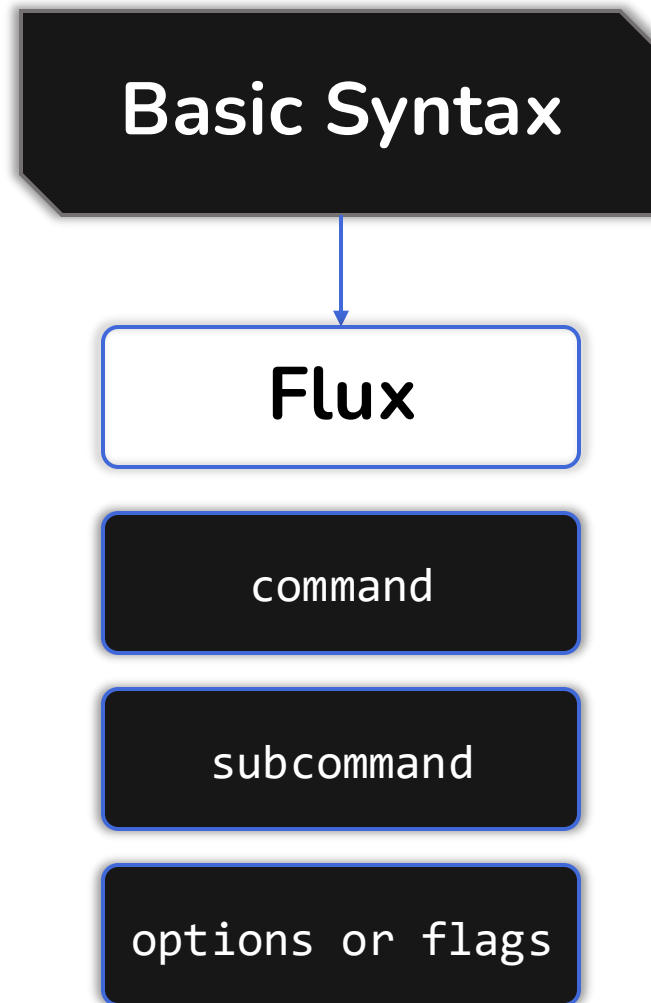 Basic Syntax
Flux
command
subcommand
options or flags